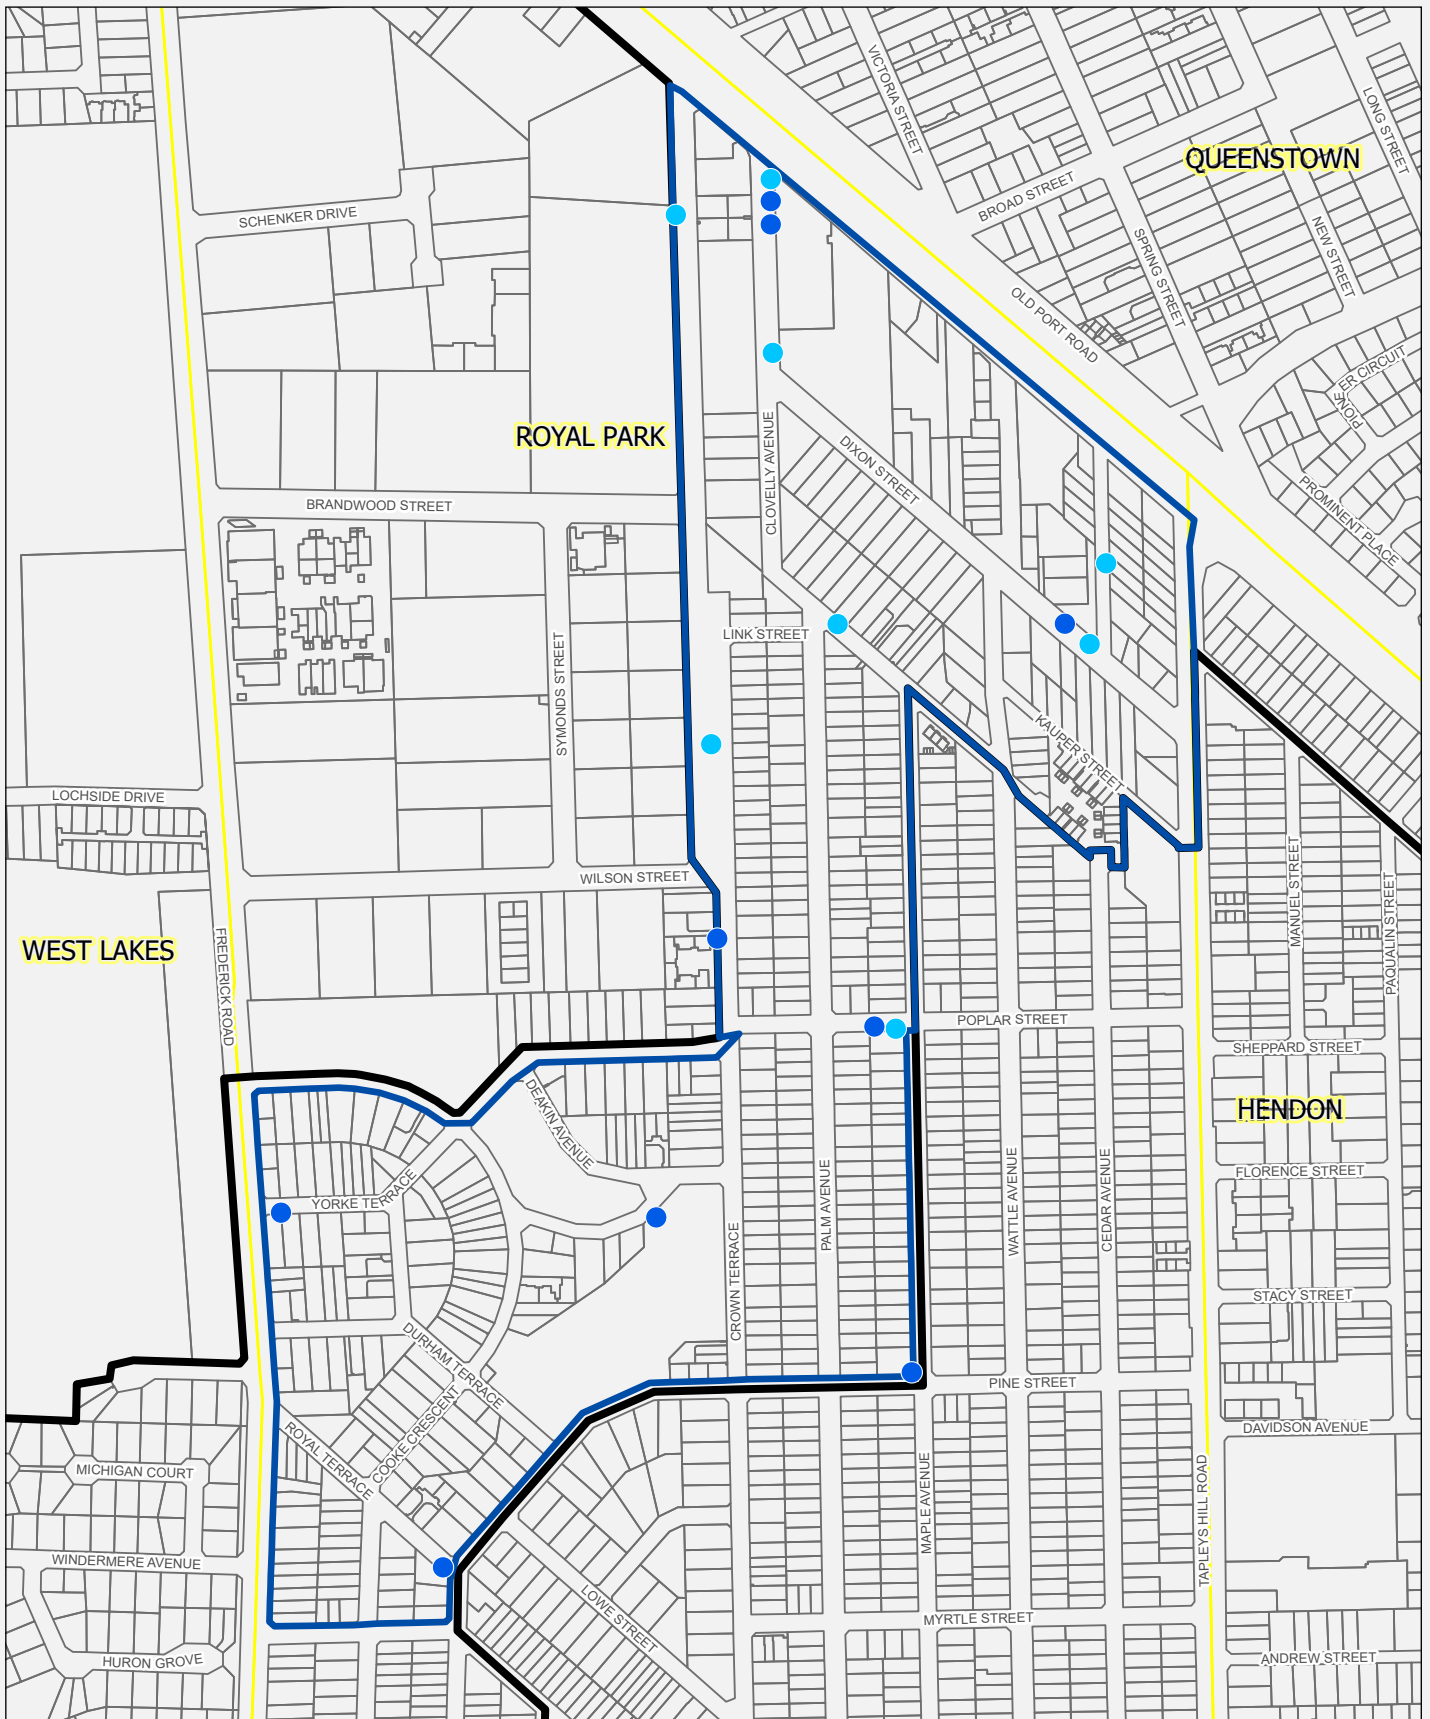 VICTORIA STREET
LONG STREET
QUEENSTOWN
BROAD STREET
SCHENKER DRIVE
NEW STREET
SPRING STREET
OLD PORT ROAD
PIONEER CIRCUIT
ROYAL PARK
CLOVELLY AVENUE
DIXON STREET
BRANDWOOD STREET
PROMINENT PLACE
LINK STREET
SYMONDS STREET
KAUPER STREET
LOCHSIDE DRIVE
WILSON STREET
MANUEL STREET
PAQUALIN STREET
WEST LAKES
FREDERICK ROAD
POPLAR STREET
SHEPPARD STREET
HENDON
DEAKIN AVENUE
FLORENCE STREET
YORKE TERRACE
PALM AVENUE
WATTLE AVENUE
CEDAR AVENUE
CROWN TERRACE
STACY STREET
DURHAM TERRACE
PINE STREET
COOKE CRESCENT
DAVIDSON AVENUE
ROYAL TERRACE
MICHIGAN COURT
MAPLE AVENUE
TAPLEYS HILL ROAD
WINDERMERE AVENUE
LOWE STREET
MYRTLE STREET
HURON GROVE
ANDREW STREET